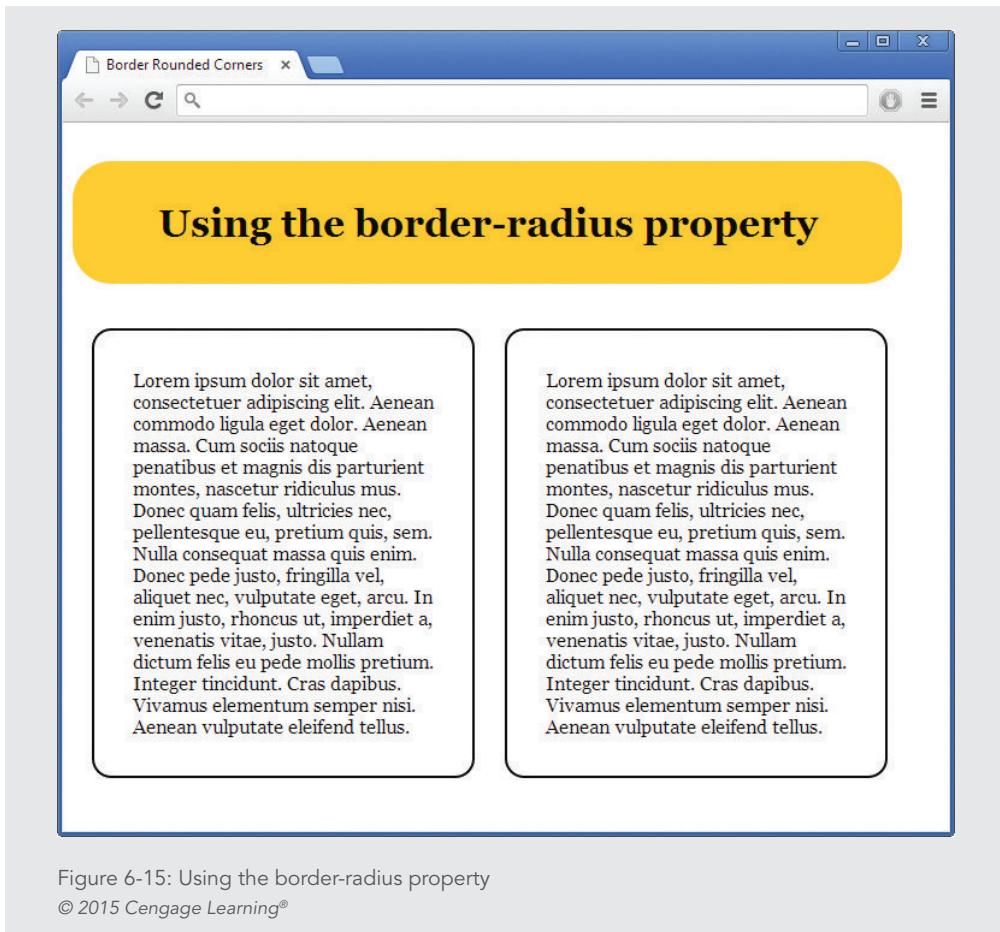 Border Rounded Corners
Using the border-radius property
Lorem ipsum dolor sit amet,
consectetuer adipiscing elit. Aenean
commodo ligula eget dolor. Aenean
massa. Cum sociis natoque
penatibus et magnis dis parturient
montes, nascetur ridiculus mus.
Donec quam felis, ultricies nec,
pellentesque eu, pretium quis, sem.
Nulla consequat massa quis enim.
Donec pede justo, fringilla vel,
aliquet nec, vulputate eget, arcu. In
enim justo, rhoncus ut, imperdiet a,
venenatis vitae, justo. Nullam
dictum felis eu pede mollis pretium.
Integer tincidunt. Cras dapibus.
Vivamus elementum semper nisi.
Aenean vulputate eleifend tellus.
Lorem ipsum dolor sit amet,
consectetuer adipiscing elit. Aenean
commodo ligula eget dolor. Aenean
massa. Cum sociis natoque
penatibus et magnis dis parturient
montes, nascetur ridiculus mus.
Donec quam felis, ultricies nec,
pellentesque eu, pretium quis, sem.
Nulla consequat massa quis enim.
Donec pede justo, fringilla vel,
aliquet nec, vulputate eget, arcu. In
enim justo, rhoncus ut, imperdiet a,
venenatis vitae, justo. Nullam
dictum felis eu pede mollis pretium.
Integer tincidunt. Cras dapibus.
Vivamus elementum semper nisi.
Aenean vulputate eleifend tellus.
Figure 6-15: Using the border-radius property
© 2015 Cengage Learning®